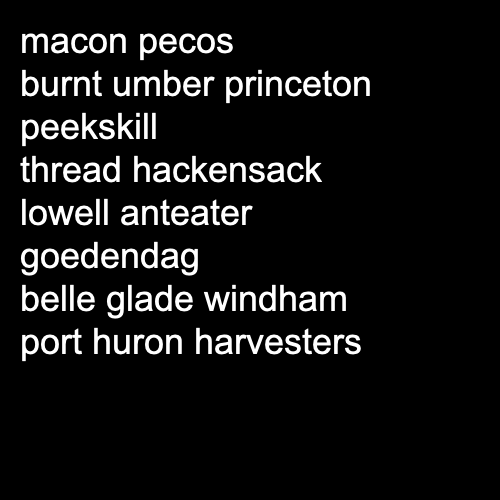 macon pecos
burnt umber princeton
peekskill
thread hackensack
lowell anteater
goedendag
belle glade windham
port huron harvesters